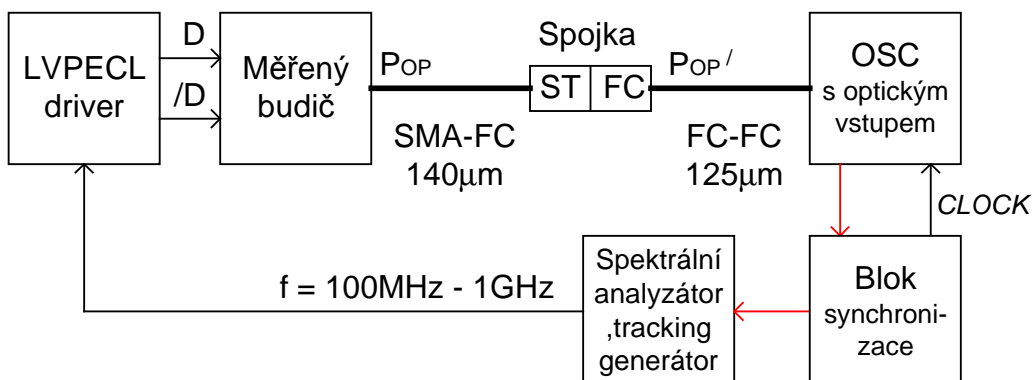 LVPECL
driver
D
/D
Měřený
budič
POP
SMA-FC
140μm
Spojka
ST FC
POP /
FC-FC
125μm
OSC
s optickým
vstupem
CLOCK
f = 100MHz - 1GHz
Spektrální
analyzátor
,tracking
generátor
Blok
synchroni-
zace